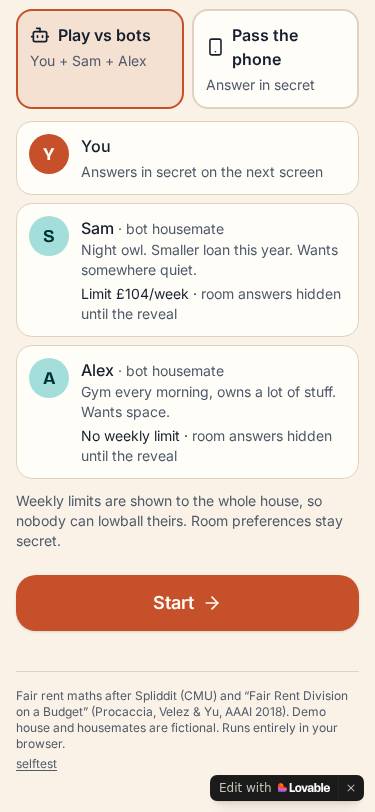 Play vs bots
You + Sam + Alex
Pass the
phone
Answer in secret
Y
You
Answers in secret on the next screen
S
Sam · bot housemate
Night owl. Smaller loan this year. Wants
somewhere quiet.
Limit £104/week · room answers hidden
until the reveal
A
Alex · bot housemate
Gym every morning, owns a lot of stuff.
Wants space.
No weekly limit · room answers hidden
until the reveal
Weekly limits are shown to the whole house, so
nobody can lowball theirs. Room preferences stay
secret.
Start →
Fair rent maths after Spliddit (CMU) and “Fair Rent Division
on a Budget” (Procaccia, Velez & Yu, AAAI 2018). Demo
house and housemates are fictional. Runs entirely in your
browser.
selftest
Edit with Lovable ×